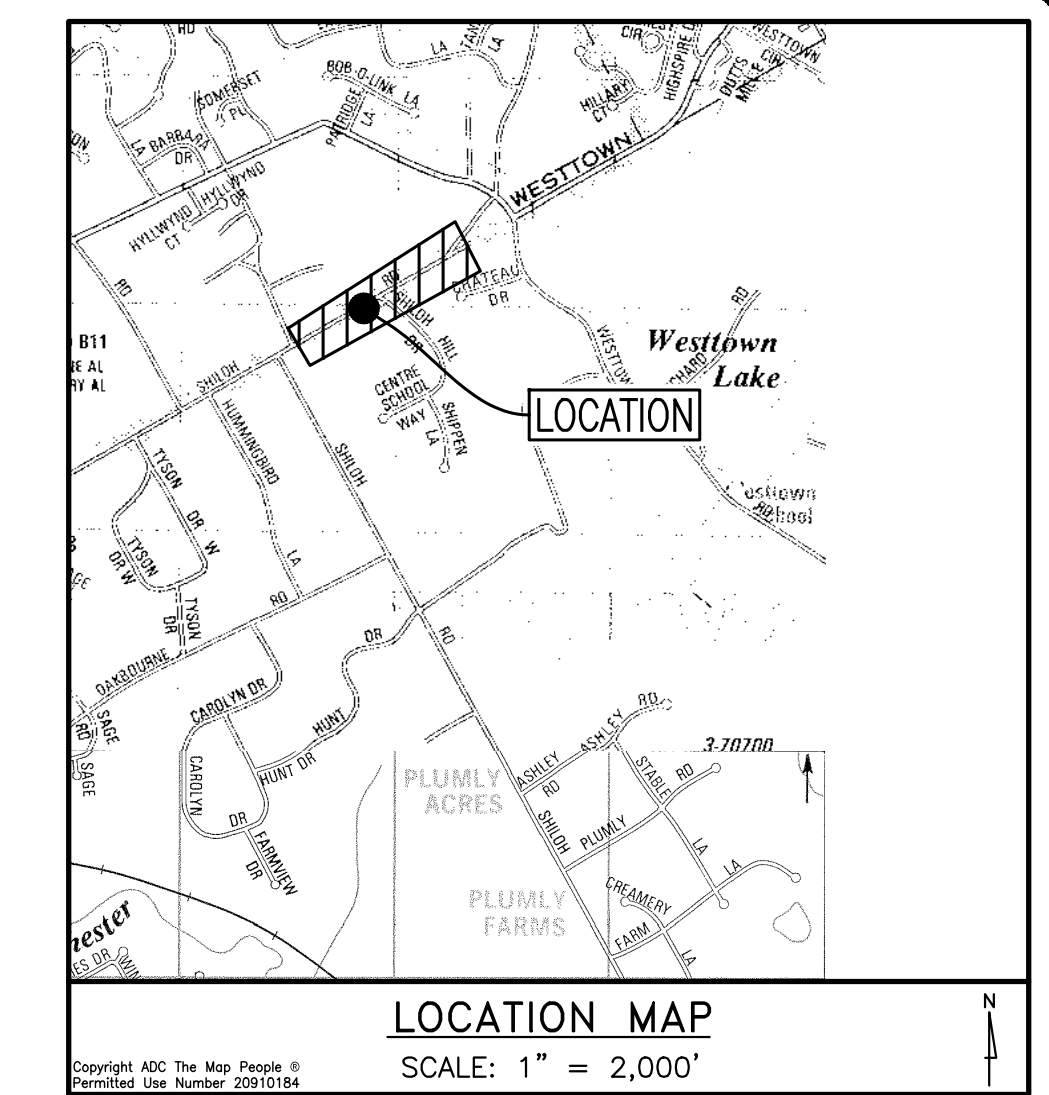 RD
CIR
WESTTOWN
CIR
HIGHSPIRE
DUTTS
MILL
LA
LA
BOB-O-LINK LA
PATRIDGE
LA
SOMERSET
PL
HILLARY
CT
LA
BARBARA
DR
WESTTOWN
HYLLWYND
DR
HYLLWYND
CT
RD
RD
CHATEAU
DR
RD
B11
SHILOH
SHILOH
HILL
DR
WESTTOWN
Westtown
Lake
CENTRE
SCHOOL
WAY
SHIPPEN
LA
LOCATION
HUMMINGBIRD
LA
SHILOH
TYSON
DR
W
TYSON
DR W
TYSON
DR
School
RD
RD
OAKBOURNE
DR
RD
SAGE
RD
SAGE
CAROLYN DR
HUNT
HUNT DR
CAROLYN
DR
FARMVIEW
DR
RD
ASHLEY
ASHLEY
RD
3-70700
PLUMLY
ACRES
STABLE
RD
SHILOH
PLUMLY
LA
LA
CREAMERY
PLUMLY
FARMS
FARM
LA
LOCATION MAP
SCALE: 1" = 2,000'
N
Copyright ADC The Map People ®
Permitted Use Number 20910184